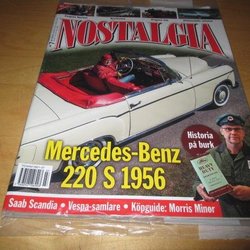 NOSTALGIA
Historia
på burk
Mercedes-Benz
220 S 1956
Saab Scandia · Vespa-samlare · Köpguide: Morris Minor